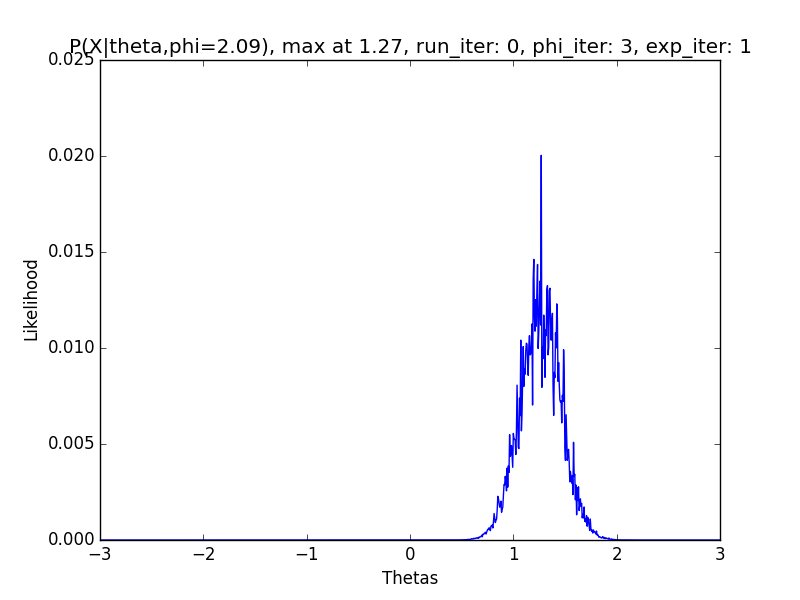 P(X|theta,phi=2.09), max at 1.27, run_iter: 0, phi_iter: 3, exp_iter: 1
0.025
0.020
0.015
0.010
0.005
0.000
Likelihood
−3 −2 −1 0 1 2 3
Thetas